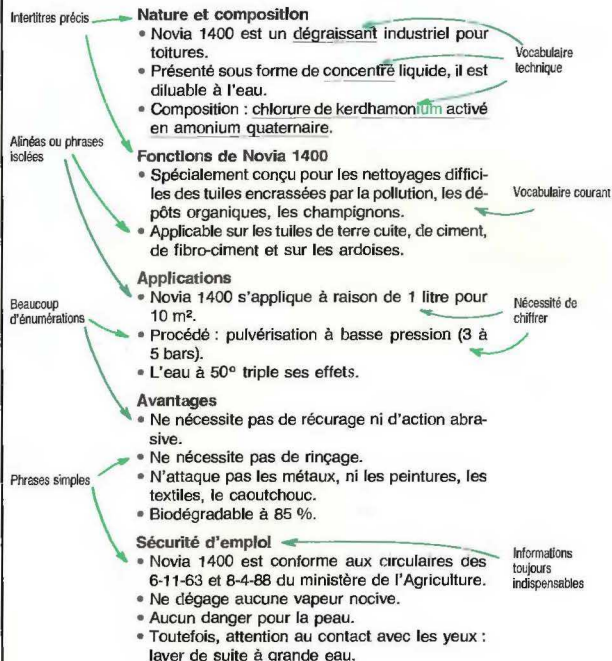 Intertitres précis
Nature et composition
• Novia 1400 est un dégraissant industriel pour
toitures.
• Présenté sous forme de concentré liquide, il est
diluable à l'eau.
• Composition : chlorure de kerdhamonium activé
en amonium quaternaire.
Vocabulaire
technique
Alinéas ou phrases
isolées
Fonctions de Novia 1400
• Spécialement conçu pour les nettoyages diffici-
les des tuiles encrassées par la pollution, les dé-
pôts organiques, les champignons.
• Applicable sur les tuiles de terre cuite, de ciment,
de fibro-ciment et sur les ardoises.
Vocabulaire courant
Beaucoup
d'énumérations
Applications
• Novia 1400 s'applique à raison de 1 litre pour
10 m².
• Procédé : pulvérisation à basse pression (3 à
5 bars).
• L'eau à 50° triple ses effets.
Nécessité de
chiffrer
Avantages
• Ne nécessite pas de récurage ni d'action abra-
sive.
• Ne nécessite pas de rinçage.
• N'attaque pas les métaux, ni les peintures, les
textiles, le caoutchouc.
• Biodégradable à 85 %.
Phrases simples
Sécurité d'emploi
• Novia 1400 est conforme aux circulaires des
6-11-63 et 8-4-88 du ministère de l'Agriculture.
• Ne dégage aucune vapeur nocive.
• Aucun danger pour la peau.
• Toutefois, attention au contact avec les yeux :
laver de suite à grande eau.
Informations
toujours
indispensables